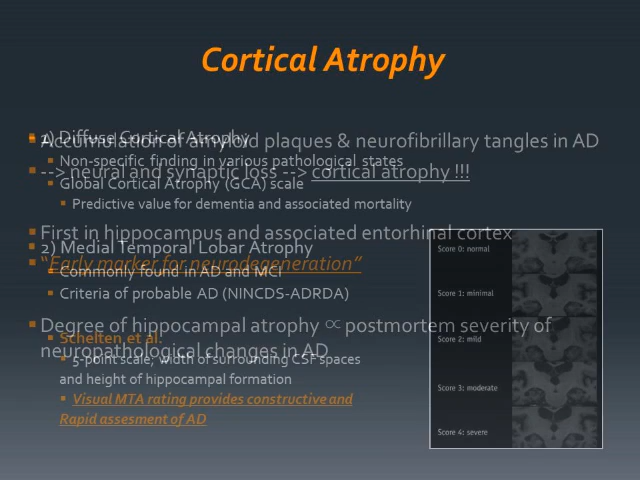 Cortical Atrophy
Accumulation of amyloid plaques & neurofibrillary tangles in AD
--> neural and synaptic loss --> cortical atrophy !!!
First in hippocampus and associated entorhinal cortex
“Early marker for neurodegeneration”
Degree of hippocampal atrophy ∝ postmortem severity of
neuropathological changes in AD
1) Diffuse Cortical Atrophy
Non-specific finding in various pathological states
Global Cortical Atrophy (GCA) scale
Predictive value for dementia and associated mortality
2) Medial Temporal Lobar Atrophy
Commonly found in AD and MCI
Criteria of probable AD (NINCDS-ADRDA)
Schelten et al.
5-point scale; width of surrounding CSF spaces
and height of hippocampal formation
Visual MTA rating provides constructive and
Rapid assesment of AD
Score 0: normal
Score 1: minimal
Score 2: mild
Score 3: moderate
Score 4: severe